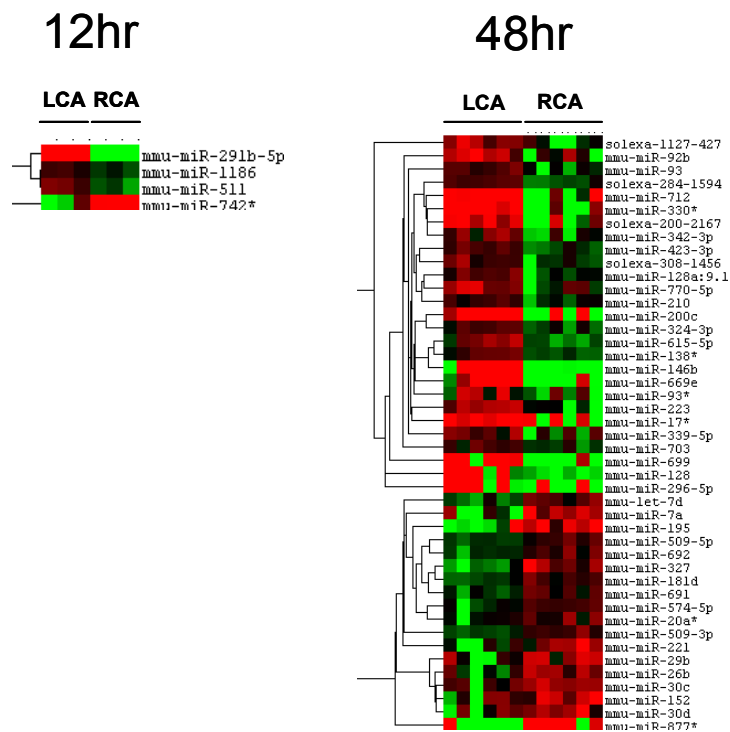 12hr
LCA RCA
mmu-miR-291b-5p
mmu-miR-1186
mmu-miR-511
mmu-miR-742*
48hr
LCA RCA
solexa-1127-427
mmu-miR-92b
mmu-miR-93
solexa-284-1594
mmu-miR-712
mmu-miR-330*
solexa-200-2167
mmu-miR-342-3p
mmu-miR-423-3p
solexa-308-1456
mmu-miR-128a:9.1
mmu-miR-770-5p
mmu-miR-210
mmu-miR-200c
mmu-miR-324-3p
mmu-miR-615-5p
mmu-miR-138*
mmu-miR-146b
mmu-miR-669e
mmu-miR-93*
mmu-miR-223
mmu-miR-17*
mmu-miR-339-5p
mmu-miR-703
mmu-miR-699
mmu-miR-128
mmu-miR-296-5p
mmu-let-7d
mmu-miR-7a
mmu-miR-195
mmu-miR-509-5p
mmu-miR-692
mmu-miR-327
mmu-miR-181d
mmu-miR-691
mmu-miR-574-5p
mmu-miR-20a*
mmu-miR-509-3p
mmu-miR-221
mmu-miR-29b
mmu-miR-26b
mmu-miR-30c
mmu-miR-152
mmu-miR-30d
mmu-miR-877*